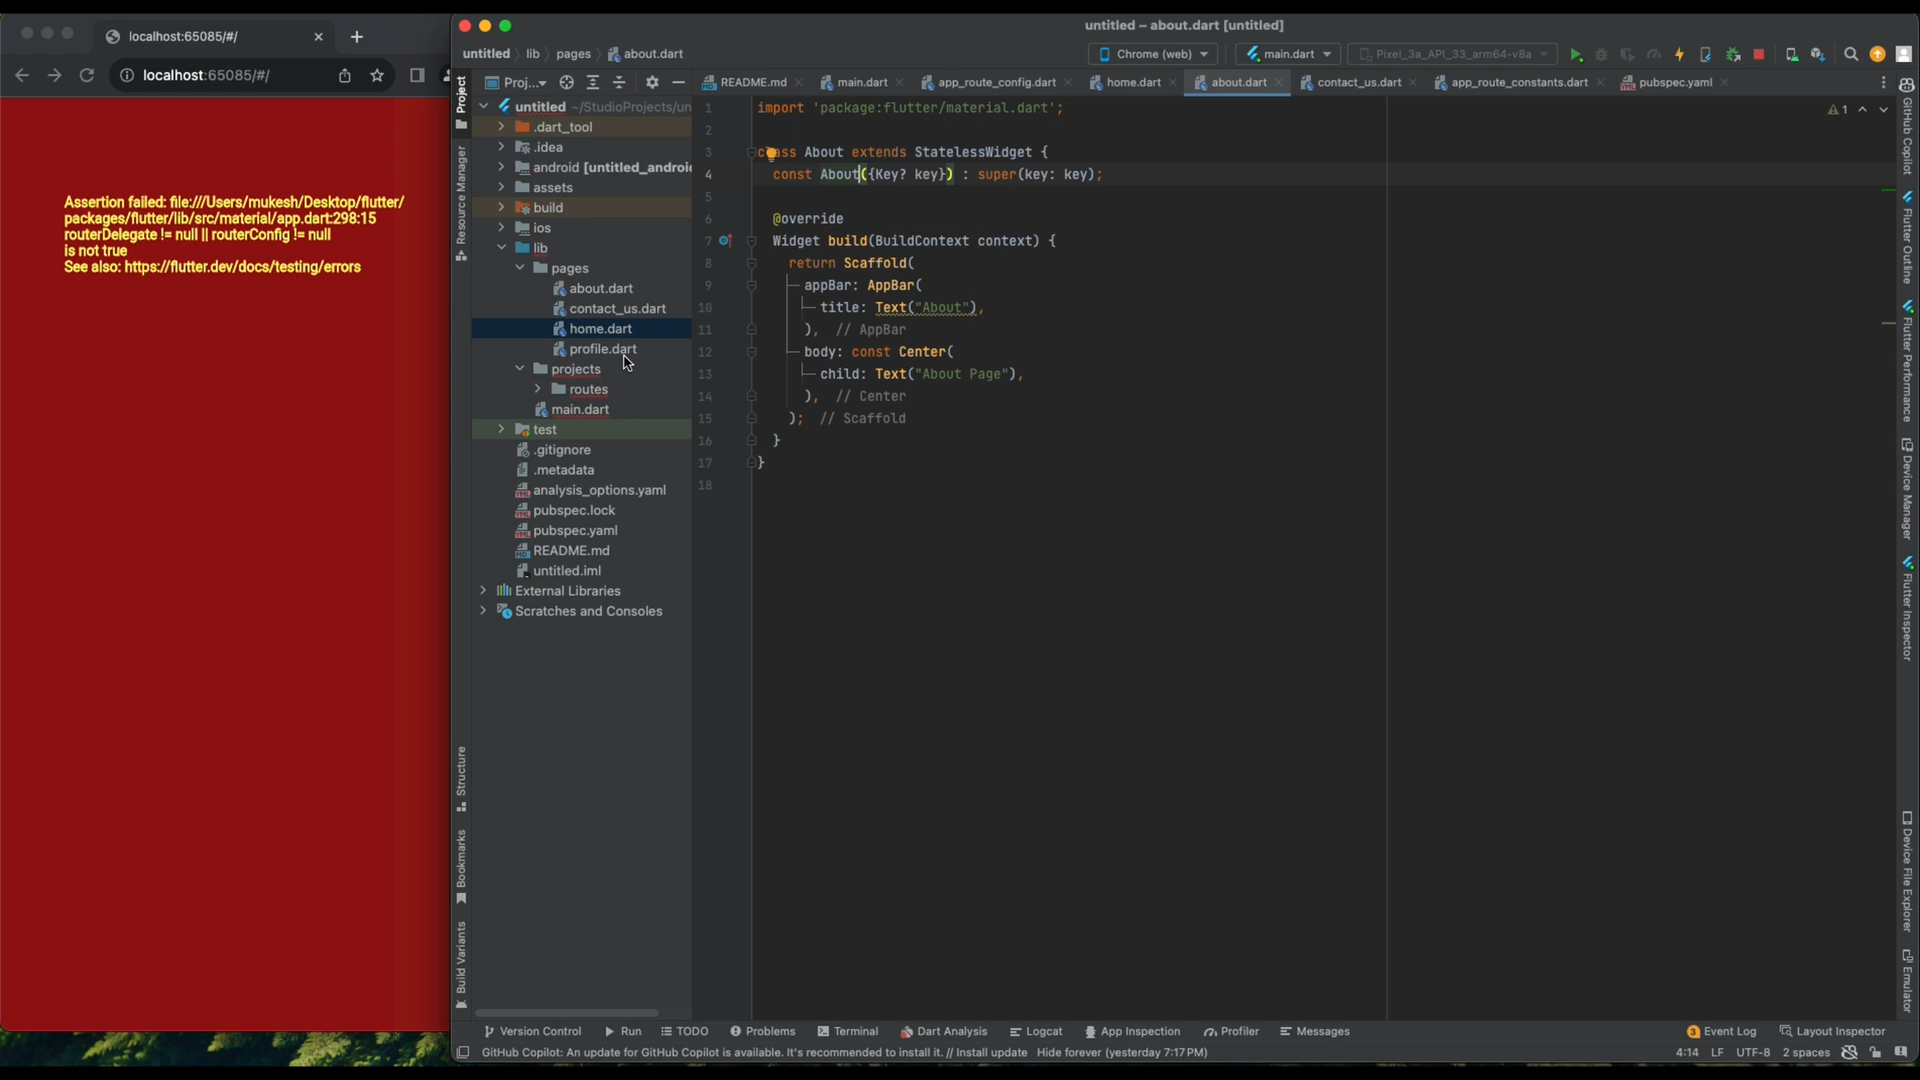 localhost:65085/#/
localhost:65085/#/
Assertion failed: file:///Users/mukesh/Desktop/flutter/
packages/flutter/lib/src/material/app.dart:298:15
routerDelegate != null || routerConfig != null
is not true
See also: https://flutter.dev/docs/testing/errors
untitled – about.dart [untitled]
untitled lib pages about.dart
Chrome (web) main.dart Pixel_3a_API_33_arm64-v8a
Proj...
README.md main.dart app_route_config.dart home.dart about.dart contact_us.dart app_route_constants.dart pubspec.yaml
Project
Resource Manager
Structure
Bookmarks
Build Variants
untitled ~/StudioProjects/un
.dart_tool
.idea
android [untitled_android
assets
build
ios
lib
pages
about.dart
contact_us.dart
home.dart
profile.dart
projects
routes
main.dart
test
.gitignore
.metadata
analysis_options.yaml
pubspec.lock
pubspec.yaml
README.md
untitled.iml
External Libraries
Scratches and Consoles
1 import 'package:flutter/material.dart';
2
3 class About extends StatelessWidget {
4 const About({Key? key}) : super(key: key);
5
6 @override
7 Widget build(BuildContext context) {
8 return Scaffold(
9 appBar: AppBar(
10 title: Text("About"),
11 ), // AppBar
12 body: const Center(
13 child: Text("About Page"),
14 ), // Center
15 ); // Scaffold
16 }
17 }
18
1
GitHub Copilot
Flutter Outline
Flutter Performance
Device Manager
Flutter Inspector
Device File Explorer
Emulator
Version Control Run TODO Problems Terminal Dart Analysis Logcat App Inspection Profiler Messages 3 Event Log Layout Inspector
GitHub Copilot: An update for GitHub Copilot is available. It's recommended to install it. // Install update Hide forever (yesterday 7:17 PM) 4:14 LF UTF-8 2 spaces